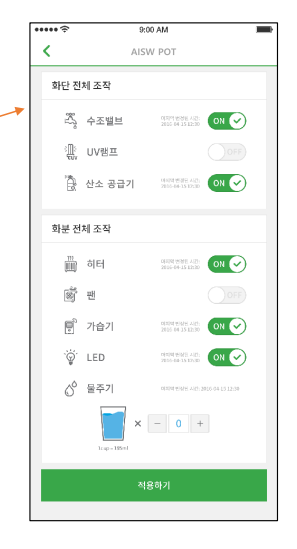 9:00 AM
AISW POT
화단 전체 조작
수조밸브 마지막 변경된 시간: 2016-04-15 12:30 ON
UV램프 OFF
산소 공급기 마지막 변경된 시간: 2016-04-15 12:30 ON
화분 전체 조작
히터 마지막 변경된 시간: 2016-04-15 12:30 ON
팬 OFF
가습기 마지막 변경된 시간: 2016-04-15 12:30 ON
LED 마지막 변경된 시간: 2016-04-15 12:30 ON
물주기 마지막 변경된 시간: 2016-04-15 12:30
× − 0 +
적용하기